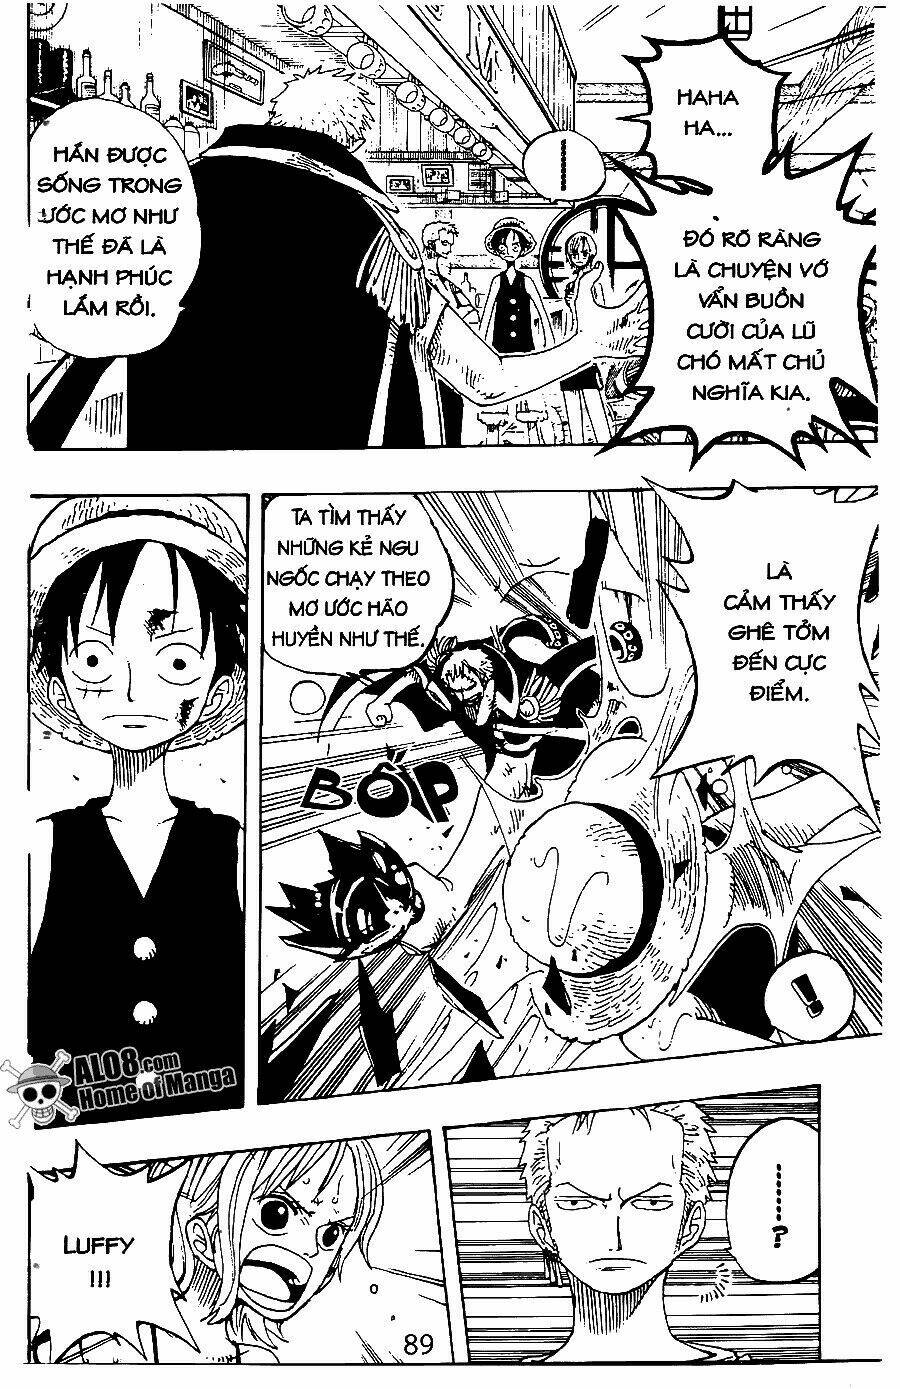 HAHA
HA...
ĐÓ RÕ RÀNG
LÀ CHUYỆN VỚ
VẨN BUỒN
CƯỜI CỦA LŨ
CHÓ MẤT CHỦ
NGHĨA KIA.
..........
HẮN ĐƯỢC
SỐNG TRONG
ƯỚC MƠ NHƯ
THẾ ĐÃ LÀ
HẠNH PHÚC
LẮM RỒI.
LÀ
CẢM THẤY
GHÊ TỞM
ĐẾN CỰC
ĐIỂM.
TA TÌM THẤY
NHỮNG KẺ NGU
NGỐC CHẠY THEO
MƠ ƯỚC HÃO
HUYỀN NHƯ THẾ.
BỐP
!
ALO8.com
Home of Manga
.........?
LUFFY
!!!
89